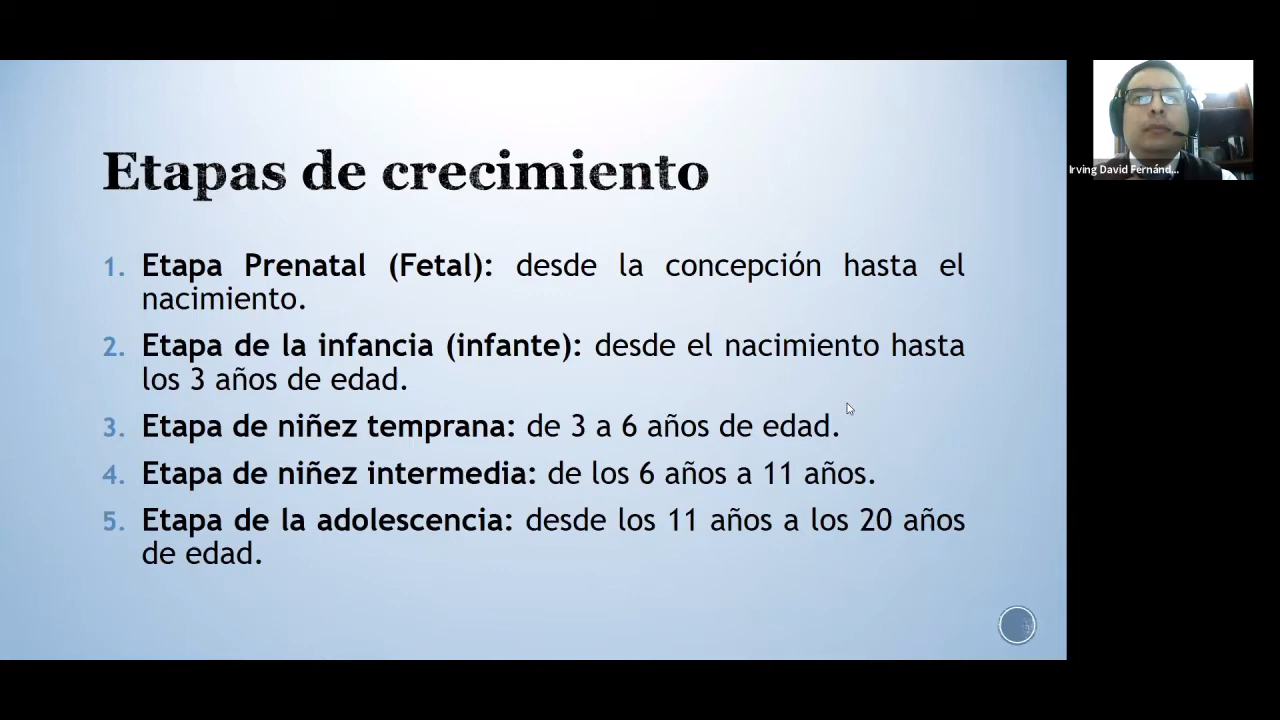 Etapas de crecimiento
1. Etapa Prenatal (Fetal): desde la concepción hasta el
nacimiento.
2. Etapa de la infancia (infante): desde el nacimiento hasta
los 3 años de edad.
3. Etapa de niñez temprana: de 3 a 6 años de edad.
4. Etapa de niñez intermedia: de los 6 años a 11 años.
5. Etapa de la adolescencia: desde los 11 años a los 20 años
de edad.
Irving David Fernánd...